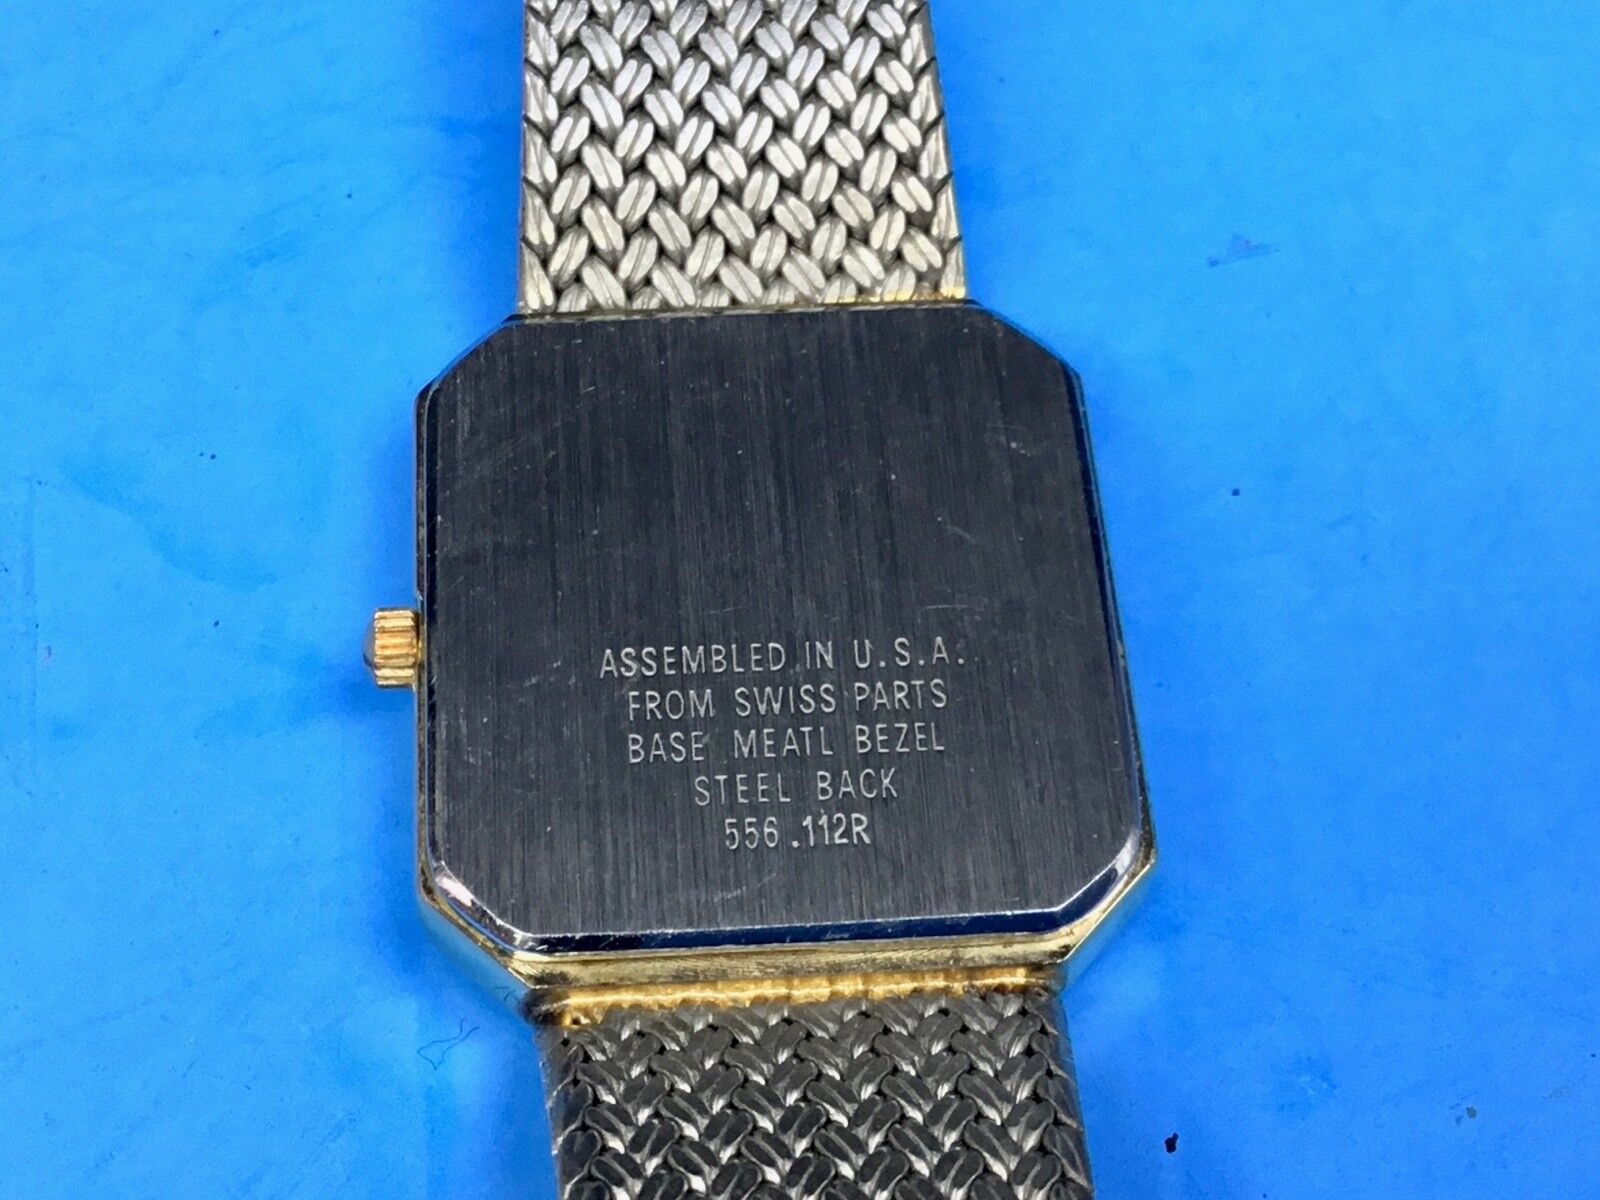 ASSEMBLED IN U.S.A.
FROM SWISS PARTS
BASE MEATL BEZEL
STEEL BACK
556.112R